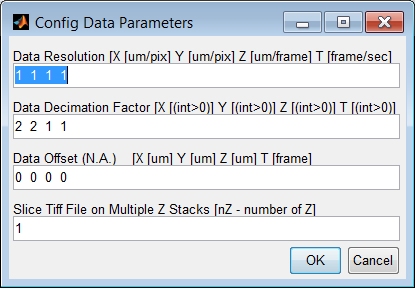 Config Data Parameters
Data Resolution [X [um/pix] Y [um/pix] Z [um/frame] T [frame/sec]
1 1 1 1
Data Decimation Factor [X [(int>0)] Y [(int>0)] Z [(int>0)] T [(int>0)]
2 2 1 1
Data Offset (N.A.) [X [um] Y [um] Z [um] T [frame]
0 0 0 0
Slice Tiff File on Multiple Z Stacks [nZ - number of Z]
1
OK Cancel